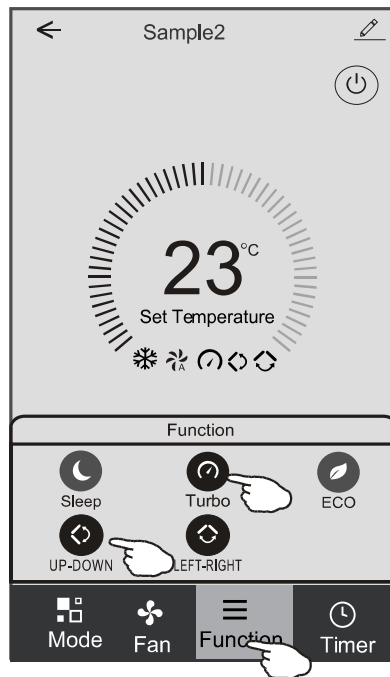 Sample2
23°C
Set Temperature
A
Function
Sleep Turbo ECO
UP-DOWN LEFT-RIGHT
Mode Fan Function Timer